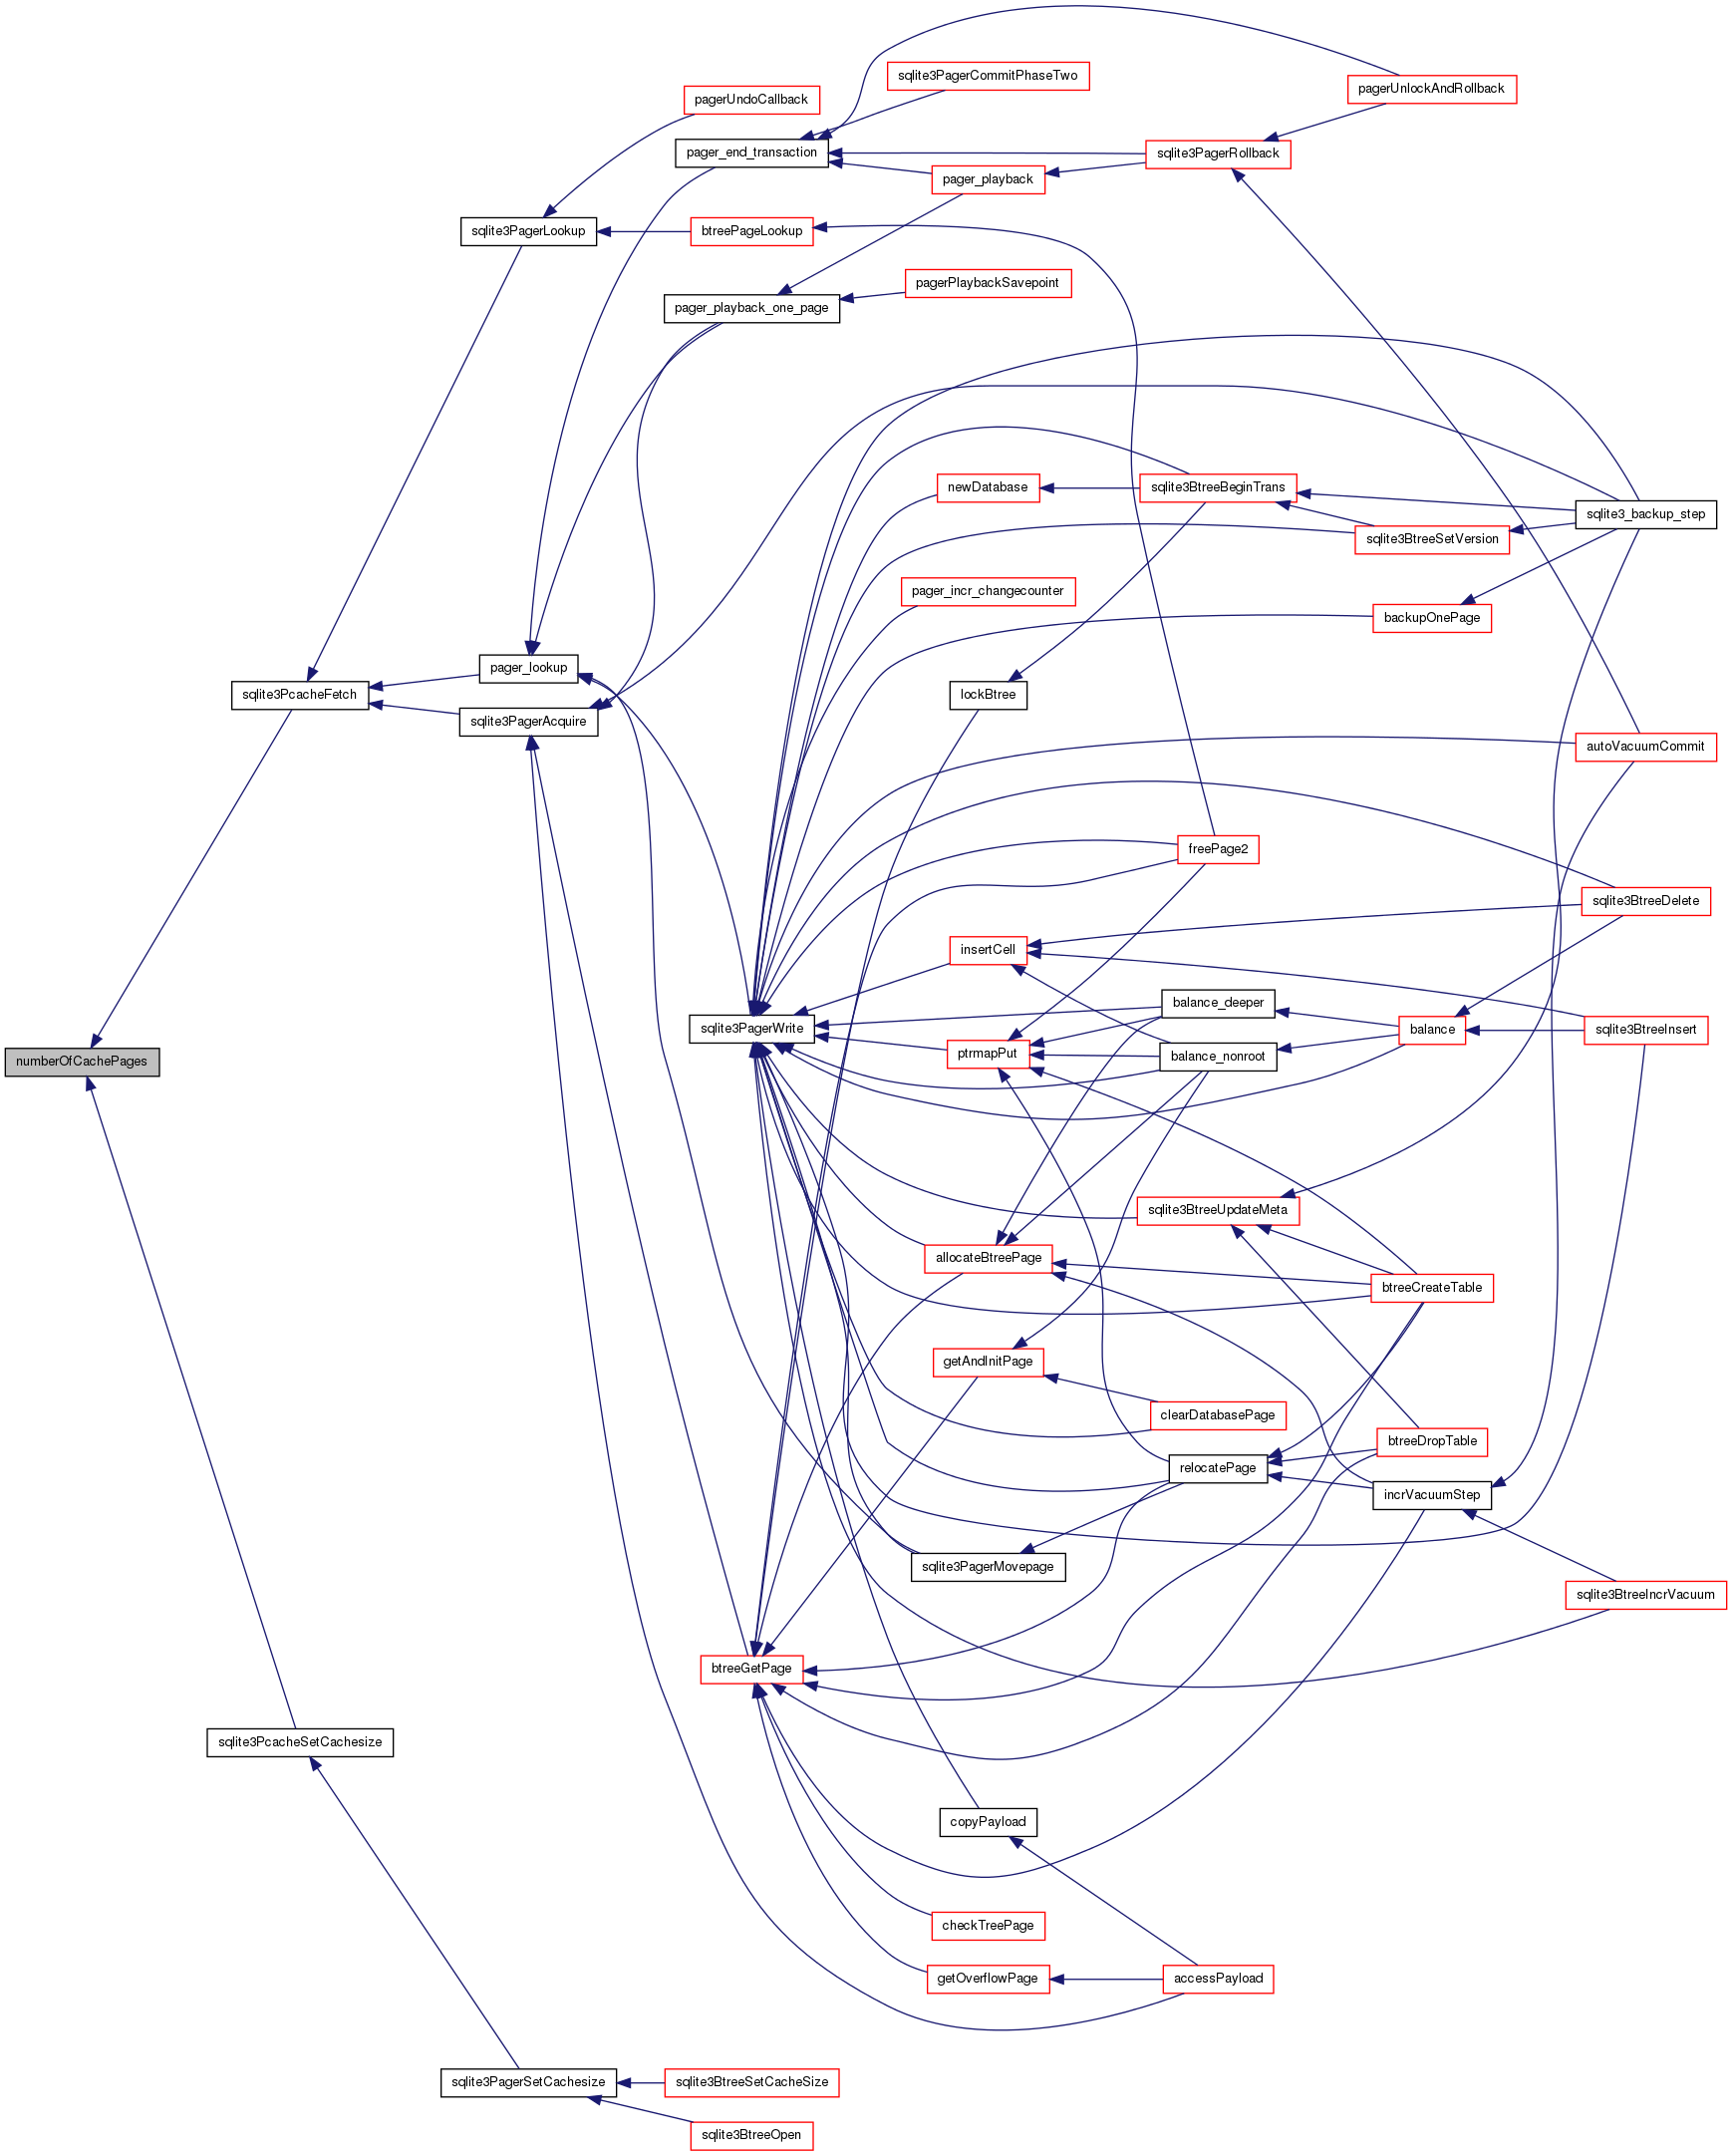 pagerUndoCallback
sqlite3PagerCommitPhaseTwo
pagerUnlockAndRollback
pager_end_transaction
sqlite3PagerRollback
pager_playback
sqlite3PagerLookup
btreePageLookup
pagerPlaybackSavepoint
pager_playback_one_page
newDatabase
sqlite3BtreeBeginTrans
sqlite3_backup_step
sqlite3BtreeSetVersion
pager_incr_changecounter
backupOnePage
pager_lookup
sqlite3PcacheFetch
lockBtree
sqlite3PagerAcquire
autoVacuumCommit
freePage2
sqlite3BtreeDelete
insertCell
balance_deeper
sqlite3PagerWrite
balance
sqlite3BtreeInsert
ptrmapPut
balance_nonroot
numberOfCachePages
sqlite3BtreeUpdateMeta
allocateBtreePage
btreeCreateTable
getAndInitPage
clearDatabasePage
btreeDropTable
relocatePage
incrVacuumStep
sqlite3PagerMovepage
sqlite3BtreeIncrVacuum
btreeGetPage
sqlite3PcacheSetCachesize
copyPayload
checkTreePage
getOverflowPage
accessPayload
sqlite3PagerSetCachesize
sqlite3BtreeSetCacheSize
sqlite3BtreeOpen